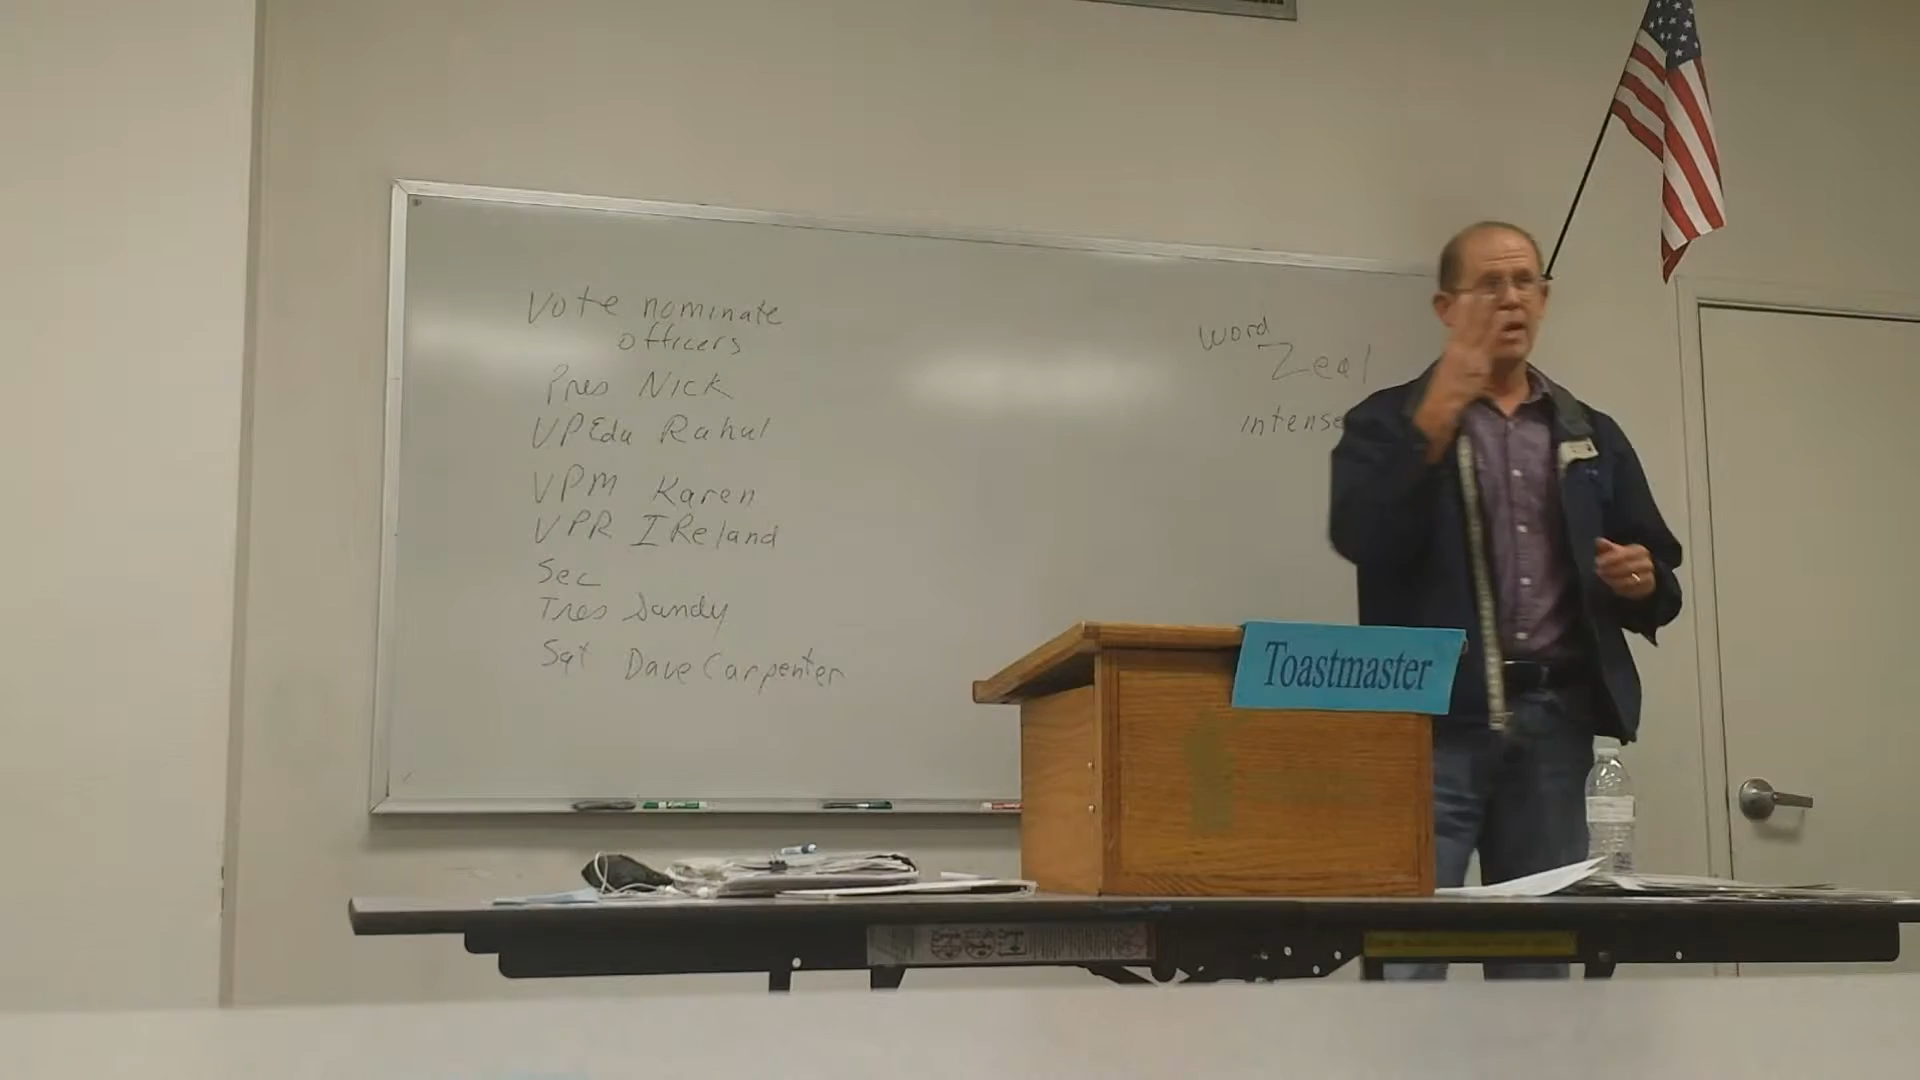 Vote nominate
officers
Pres Nick
VPEdu Rahul
VPM Karen
VPR IReland
Sec
Tres Sandy
Sgt Dave Carpenter
word
Zeal
intense
Toastmaster